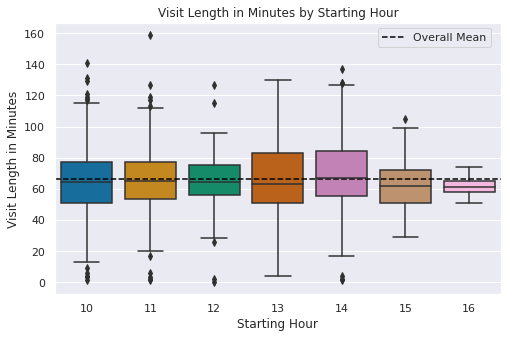 Visit Length in Minutes by Starting Hour
Overall Mean
Visit Length in Minutes
160
140
120
100
80
60
40
20
0
10 11 12 13 14 15 16
Starting Hour